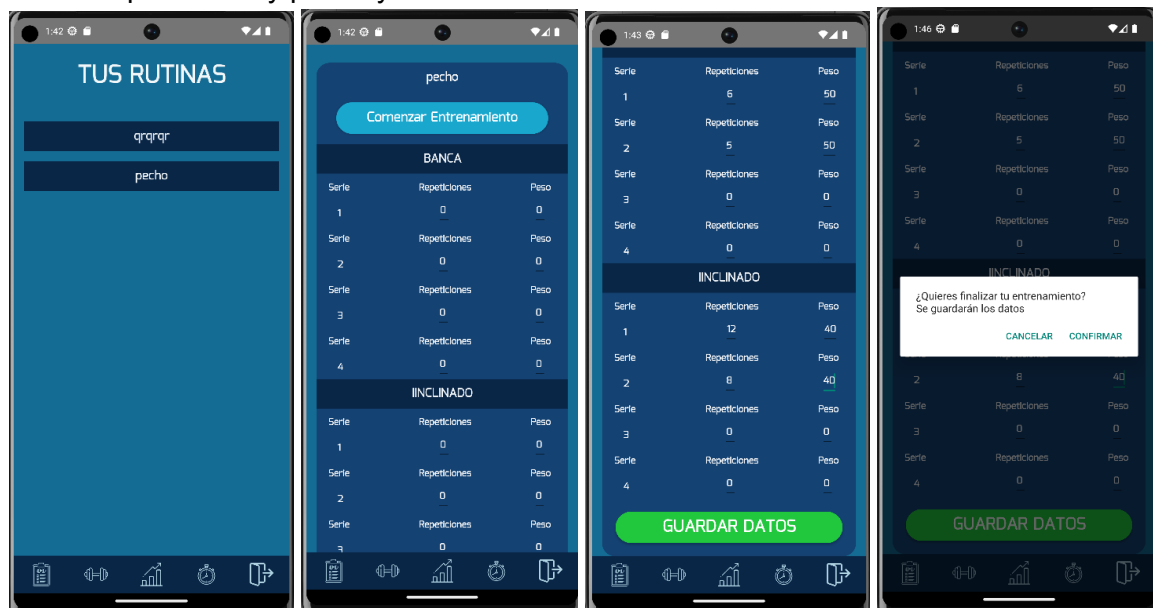 1:42
TUS RUTINAS
qrqrqr
pecho
1:42
pecho
Comenzar Entrenamiento
BANCA
Serie Repeticiones Peso
1 0 0
Serie Repeticiones Peso
2 0 0
Serie Repeticiones Peso
3 0 0
Serie Repeticiones Peso
4 0 0
IINCLINADO
Serie Repeticiones Peso
1 0 0
Serie Repeticiones Peso
2 0 0
Serie Repeticiones Peso
3 0 0
1:43
Serie Repeticiones Peso
1 6 50
Serie Repeticiones Peso
2 5 50
Serie Repeticiones Peso
3 0 0
Serie Repeticiones Peso
4 0 0
IINCLINADO
Serie Repeticiones Peso
1 12 40
Serie Repeticiones Peso
2 8 40
Serie Repeticiones Peso
3 0 0
Serie Repeticiones Peso
4 0 0
GUARDAR DATOS
1:46
Serie Repeticiones Peso
1 6 50
Serie Repeticiones Peso
2 5 50
Serie Repeticiones Peso
3 0 0
Serie Repeticiones Peso
4 0 0
IINCLINADO
¿Quieres finalizar tu entrenamiento?
Se guardarán los datos
CANCELAR CONFIRMAR
2 8 40
Serie Repeticiones Peso
3 0 0
Serie Repeticiones Peso
4 0 0
GUARDAR DATOS